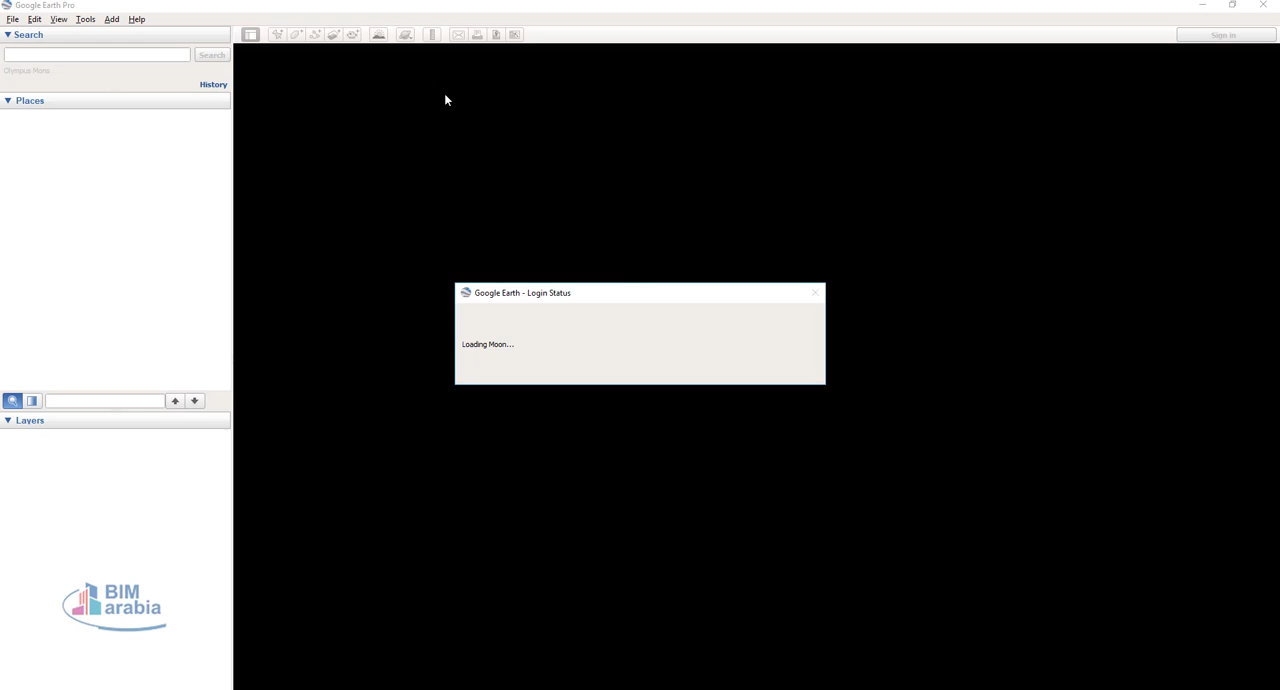 Google Earth Pro
File Edit View Tools Add Help
Search
Sign in
Search
Olympus Mons
History
Places
Google Earth - Login Status
Loading Moon...
Layers
BIM
arabia